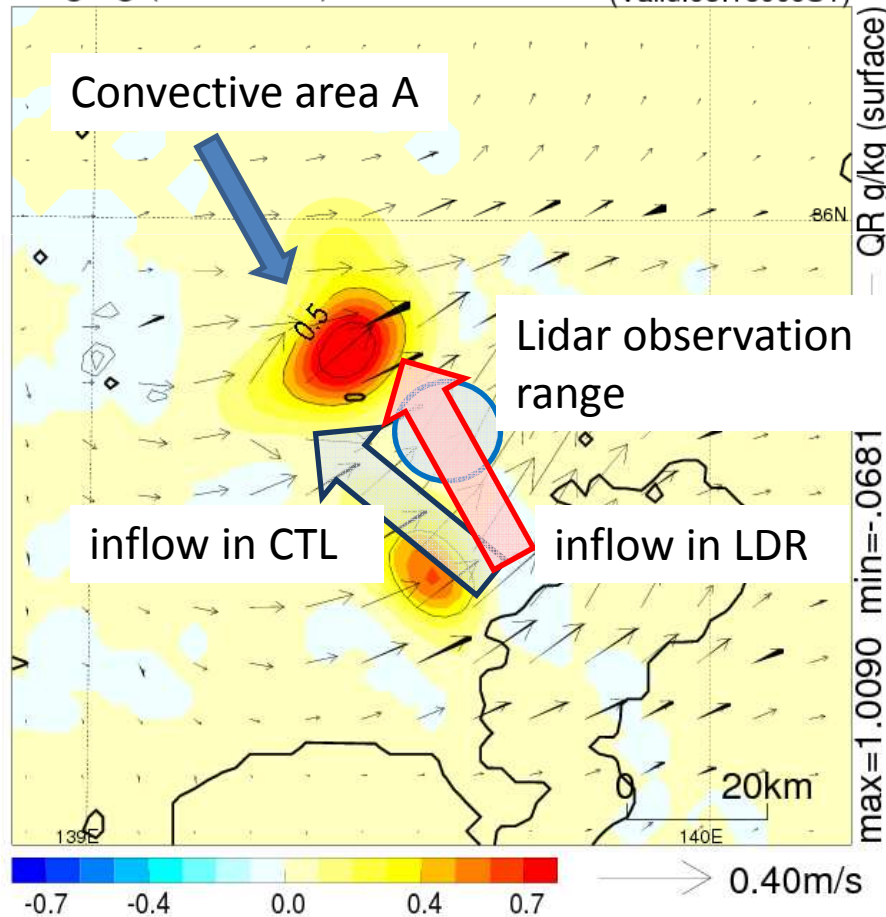 Convective area A
QR g/kg (surface)
36N
0.5
Lidar observation
range
inflow in CTL
inflow in LDR
max=1.0090 min=-.0681
0 20km
139E
140E
-0.7 -0.4 0.0 0.4 0.7
0.40m/s